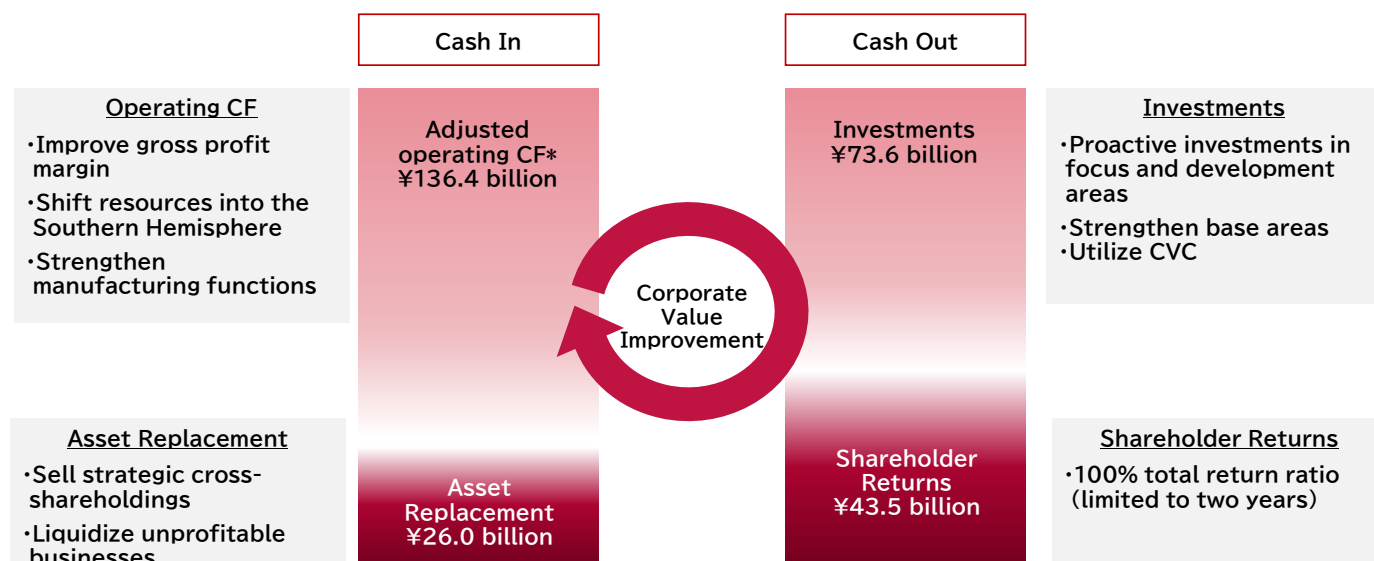 Cash In
Cash Out
Operating CF
・Improve gross profit
margin
・Shift resources into the
Southern Hemisphere
・Strengthen
manufacturing functions
Adjusted
operating CF*
¥136.4 billion
Investments
¥73.6 billion
Investments
・Proactive investments in
focus and development
areas
・Strengthen base areas
・Utilize CVC
Corporate
Value
Improvement
Asset Replacement
・Sell strategic cross-
shareholdings
・Liquidize unprofitable
businesses
Asset
Replacement
¥26.0 billion
Shareholder
Returns
¥43.5 billion
Shareholder Returns
・100% total return ratio
(limited to two years)